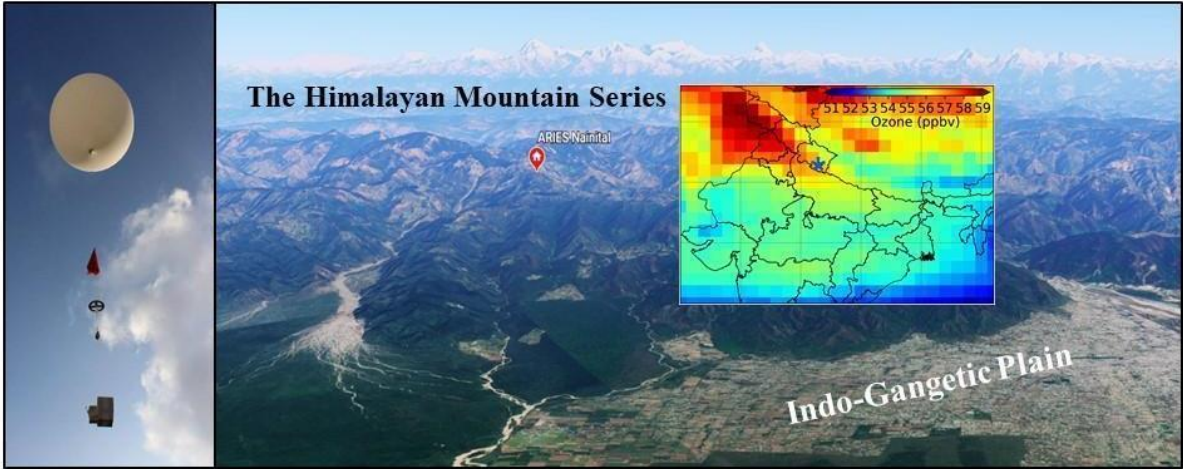 The Himalayan Mountain Series
ARIES Nainital
51 52 53 54 55 56 57 58 59
Ozone (ppbv)
Indo-Gangetic Plain